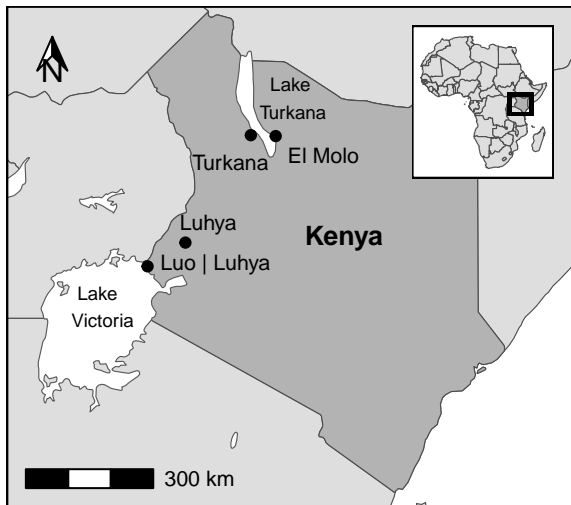 N
Lake
Turkana
Turkana
El Molo
Luhya
Kenya
Luo | Luhya
Lake
Victoria
300 km